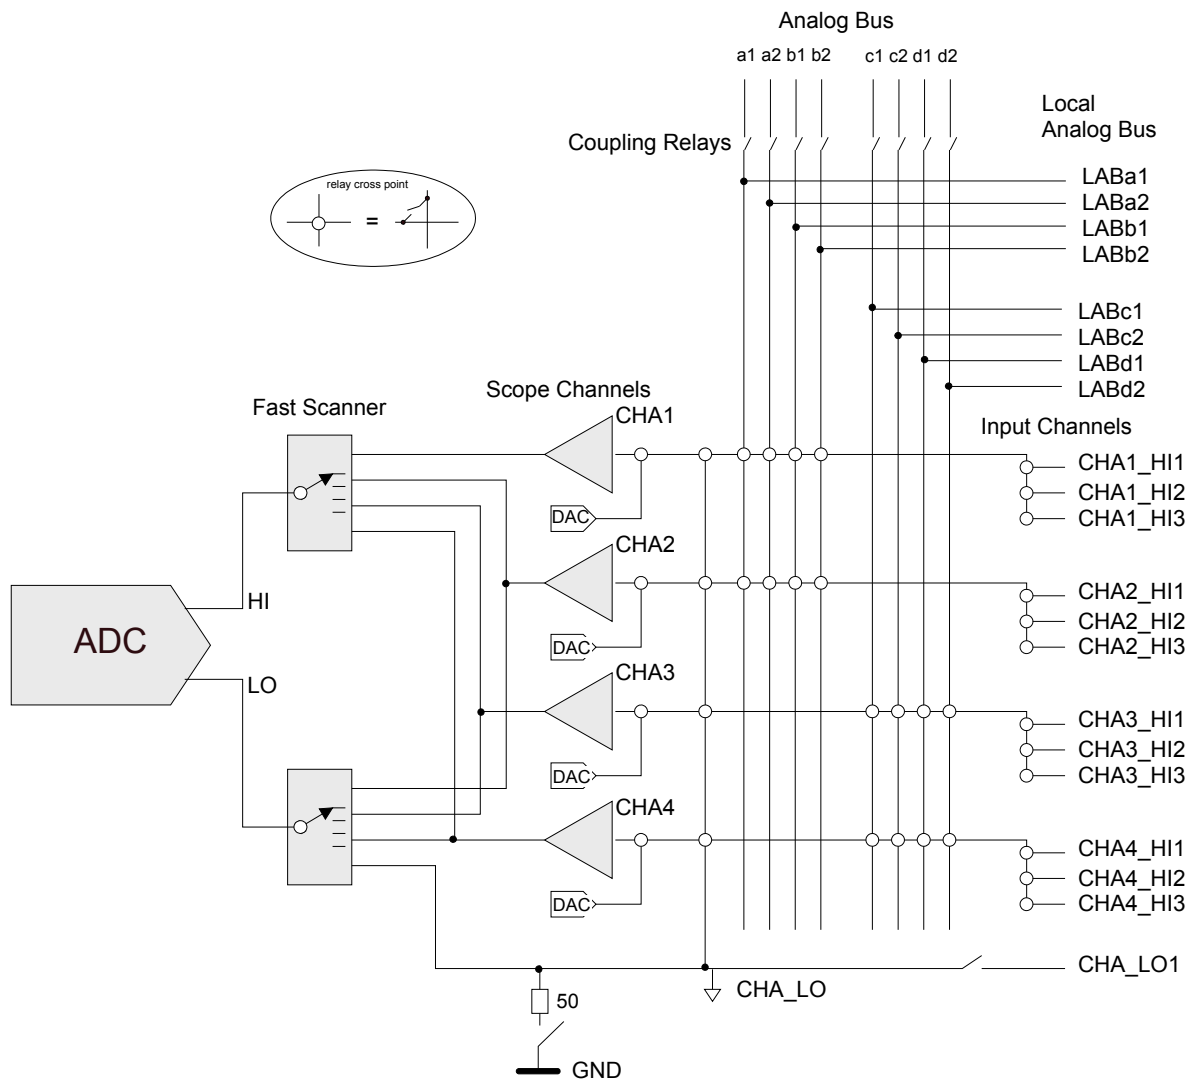 Analog Bus
a1 a2 b1 b2 c1 c2 d1 d2
Local
Analog Bus
Coupling Relays
LABa1
LABa2
LABb1
LABb2
relay cross point
=
LABc1
LABc2
LABd1
LABd2
Scope Channels
Fast Scanner
Input Channels
CHA1
CHA1_HI1
CHA1_HI2
CHA1_HI3
DAC
CHA2
CHA2_HI1
CHA2_HI2
CHA2_HI3
DAC
HI
ADC
LO
CHA3
CHA3_HI1
CHA3_HI2
CHA3_HI3
DAC
CHA4
CHA4_HI1
CHA4_HI2
CHA4_HI3
DAC
CHA_LO1
CHA_LO
50
GND